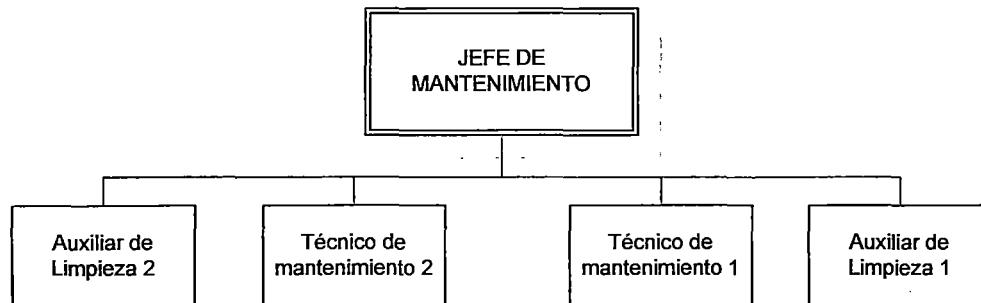 JEFE DE
MANTENIMIENTO
Auxiliar de
Limpieza 2
Técnico de
mantenimiento 2
Técnico de
mantenimiento 1
Auxiliar de
Limpieza 1